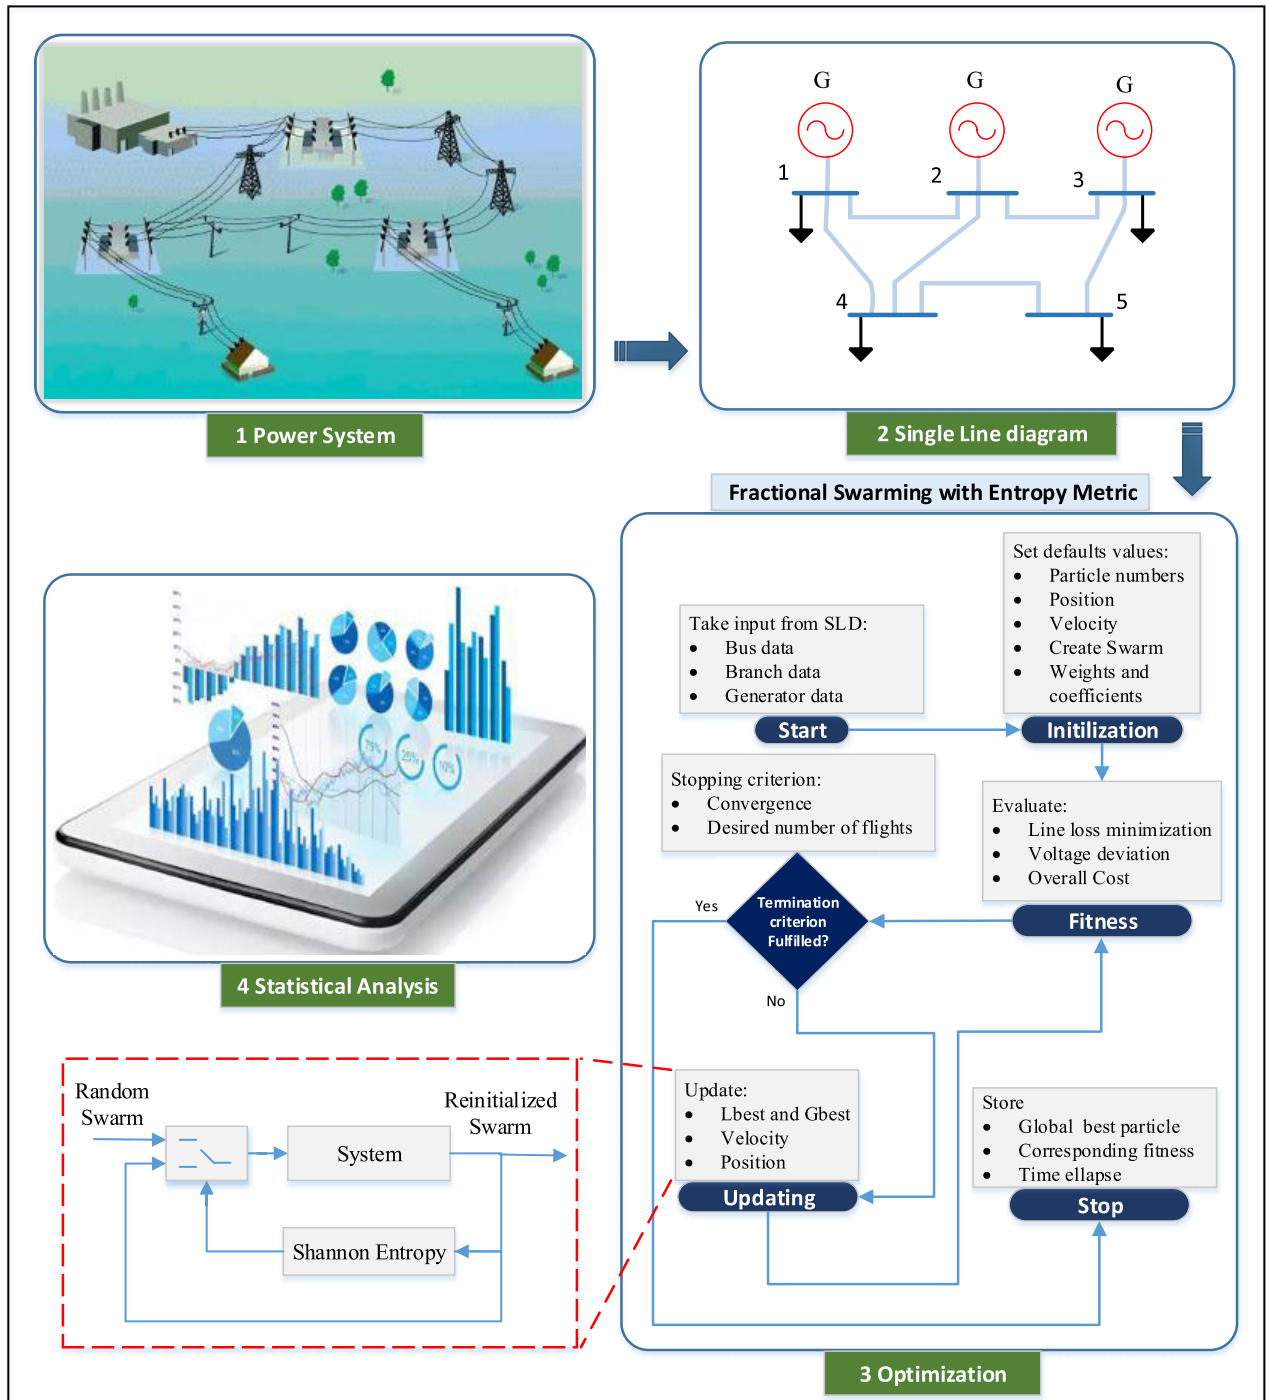 G
G
G
1
2
3
4
5
1 Power System
2 Single Line diagram
Fractional Swarming with Entropy Metric
Set defaults values:
• Particle numbers
• Position
• Velocity
• Create Swarm
• Weights and
coefficients
Initilization
Take input from SLD:
• Bus data
• Branch data
• Generator data
Start
Stopping criterion:
• Convergence
• Desired number of flights
Evaluate:
• Line loss minimization
• Voltage deviation
• Overall Cost
Fitness
Termination
criterion
Fulfilled?
Yes
No
75%
25%
10%
4 Statistical Analysis
Update:
• Lbest and Gbest
• Velocity
• Position
Updating
Store
• Global best particle
• Corresponding fitness
• Time ellapse
Stop
Random
Swarm
Reinitialized
Swarm
System
Shannon Entropy
3 Optimization